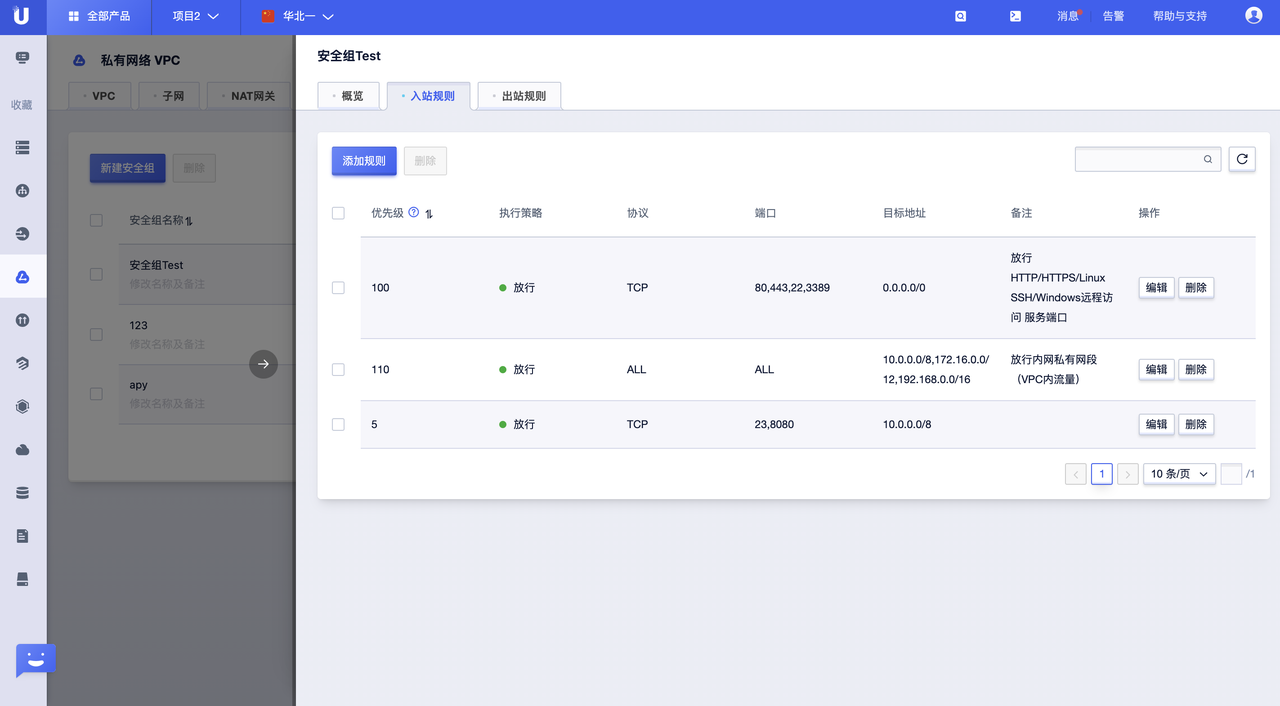 U 全部产品 项目2 华北一 消息 告警 帮助与支持
收藏
私有网络 VPC
VPC 子网 NAT网关
新建安全组 删除
安全组名称
安全组Test
修改名称及备注
123
修改名称及备注
apy
修改名称及备注
安全组Test
概览 入站规则 出站规则
添加规则 删除
优先级 ? 执行策略 协议 端口 目标地址 备注 操作
100 放行 TCP 80,443,22,3389 0.0.0.0/0
放行
HTTP/HTTPS/Linux
SSH/Windows远程访
问 服务端口
编辑 删除
110 放行 ALL ALL
10.0.0.0/8,172.16.0.0/
12,192.168.0.0/16
放行内网私有网段
（VPC内流量）
编辑 删除
5 放行 TCP 23,8080 10.0.0.0/8 编辑 删除
1 10 条/页 /1